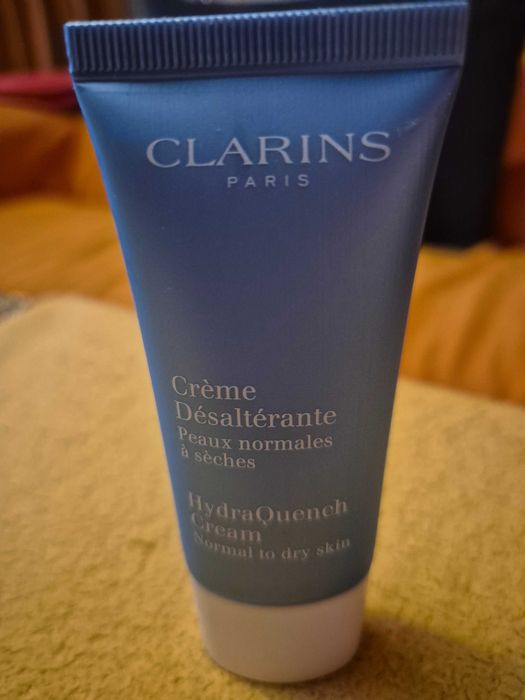 CLARINS
PARIS
Crème
Désaltérante
Peaux normales
à sèches
HydraQuench
Cream
Normal to dry skin